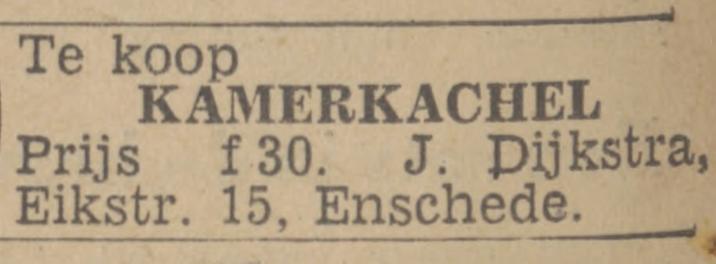 Te koop
KAMERKACHEL
Prijs f 30. J. Dijkstra,
Eikstr. 15, Enschede.